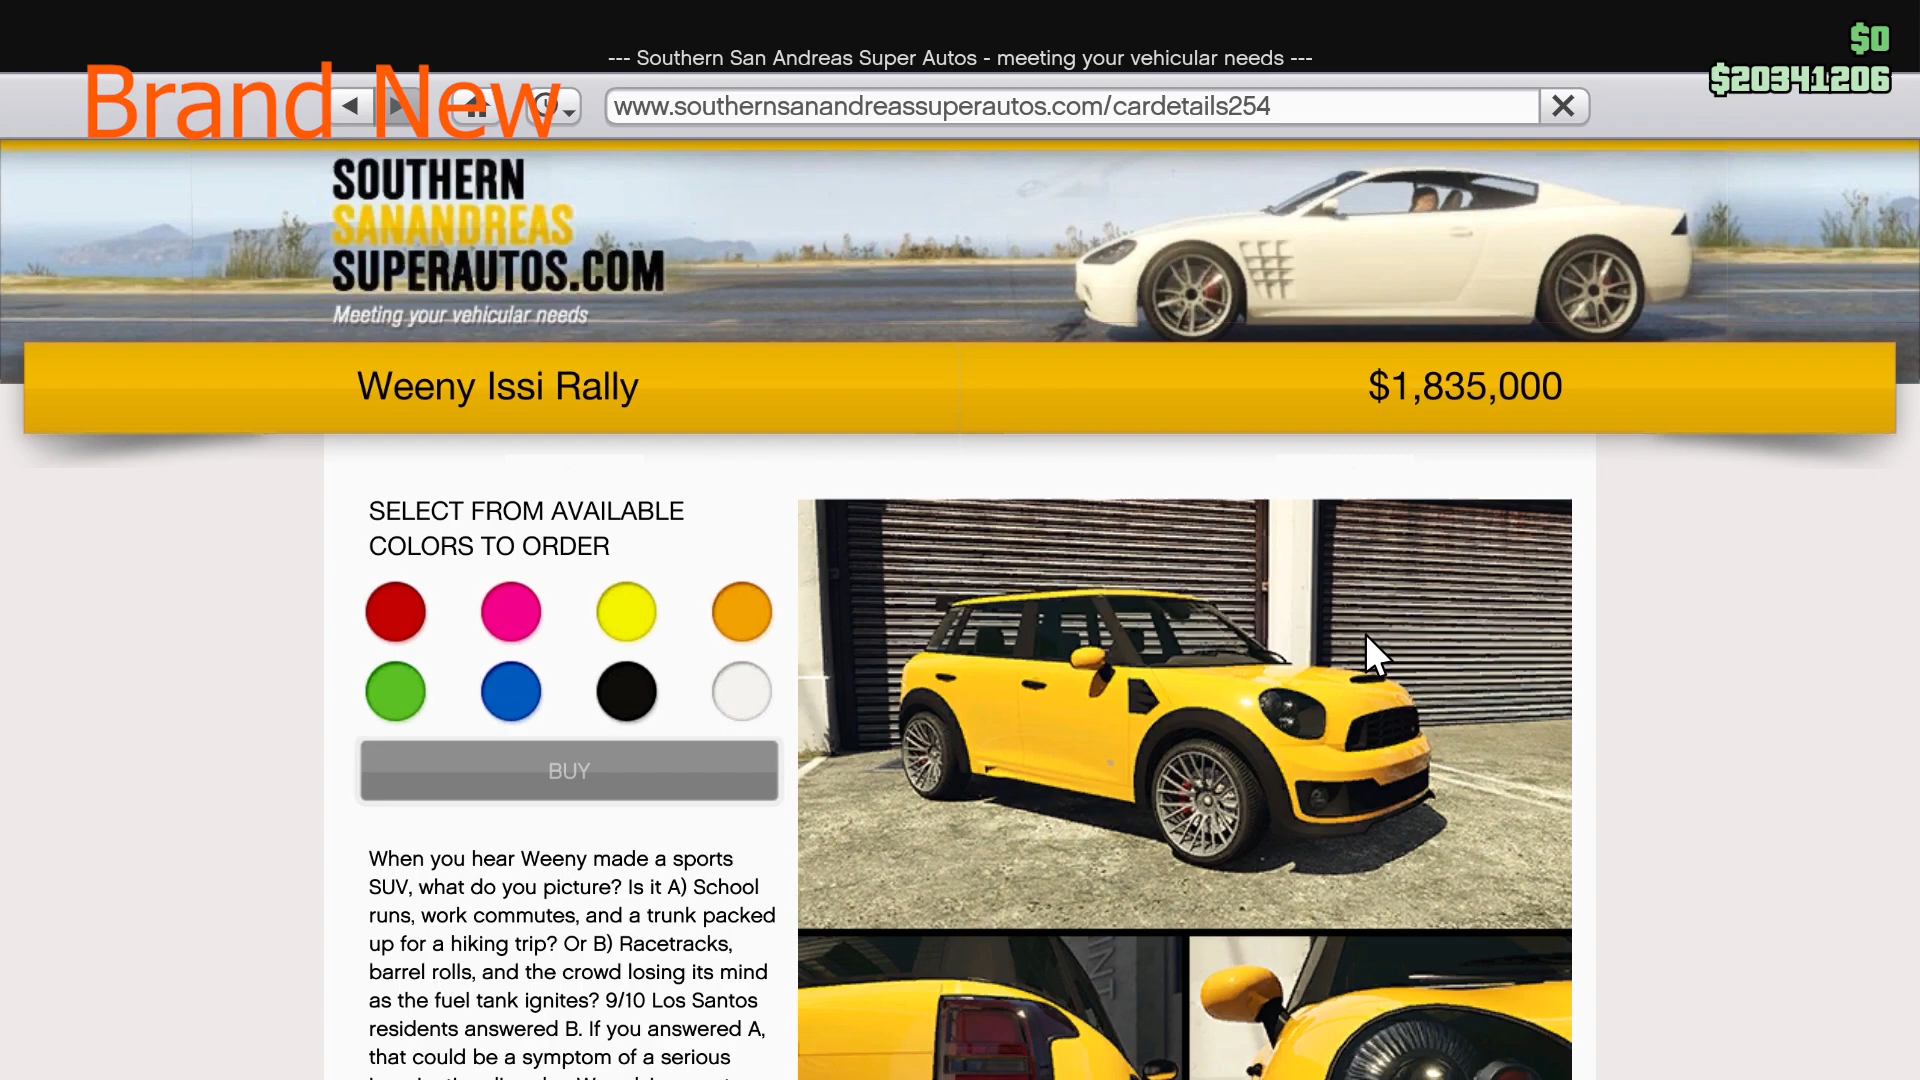 $0
--- Southern San Andreas Super Autos - meeting your vehicular needs ---
$20341206
Brand New
www.southernsanandreassuperautos.com/cardetails254
SOUTHERN
SANANDREAS
SUPERAUTOS.COM
Meeting your vehicular needs
Weeny Issi Rally
$1,835,000
SELECT FROM AVAILABLE
COLORS TO ORDER
BUY
When you hear Weeny made a sports
SUV, what do you picture? Is it A) School
runs, work commutes, and a trunk packed
up for a hiking trip? Or B) Racetracks,
barrel rolls, and the crowd losing its mind
as the fuel tank ignites? 9/10 Los Santos
residents answered B. If you answered A,
that could be a symptom of a serious